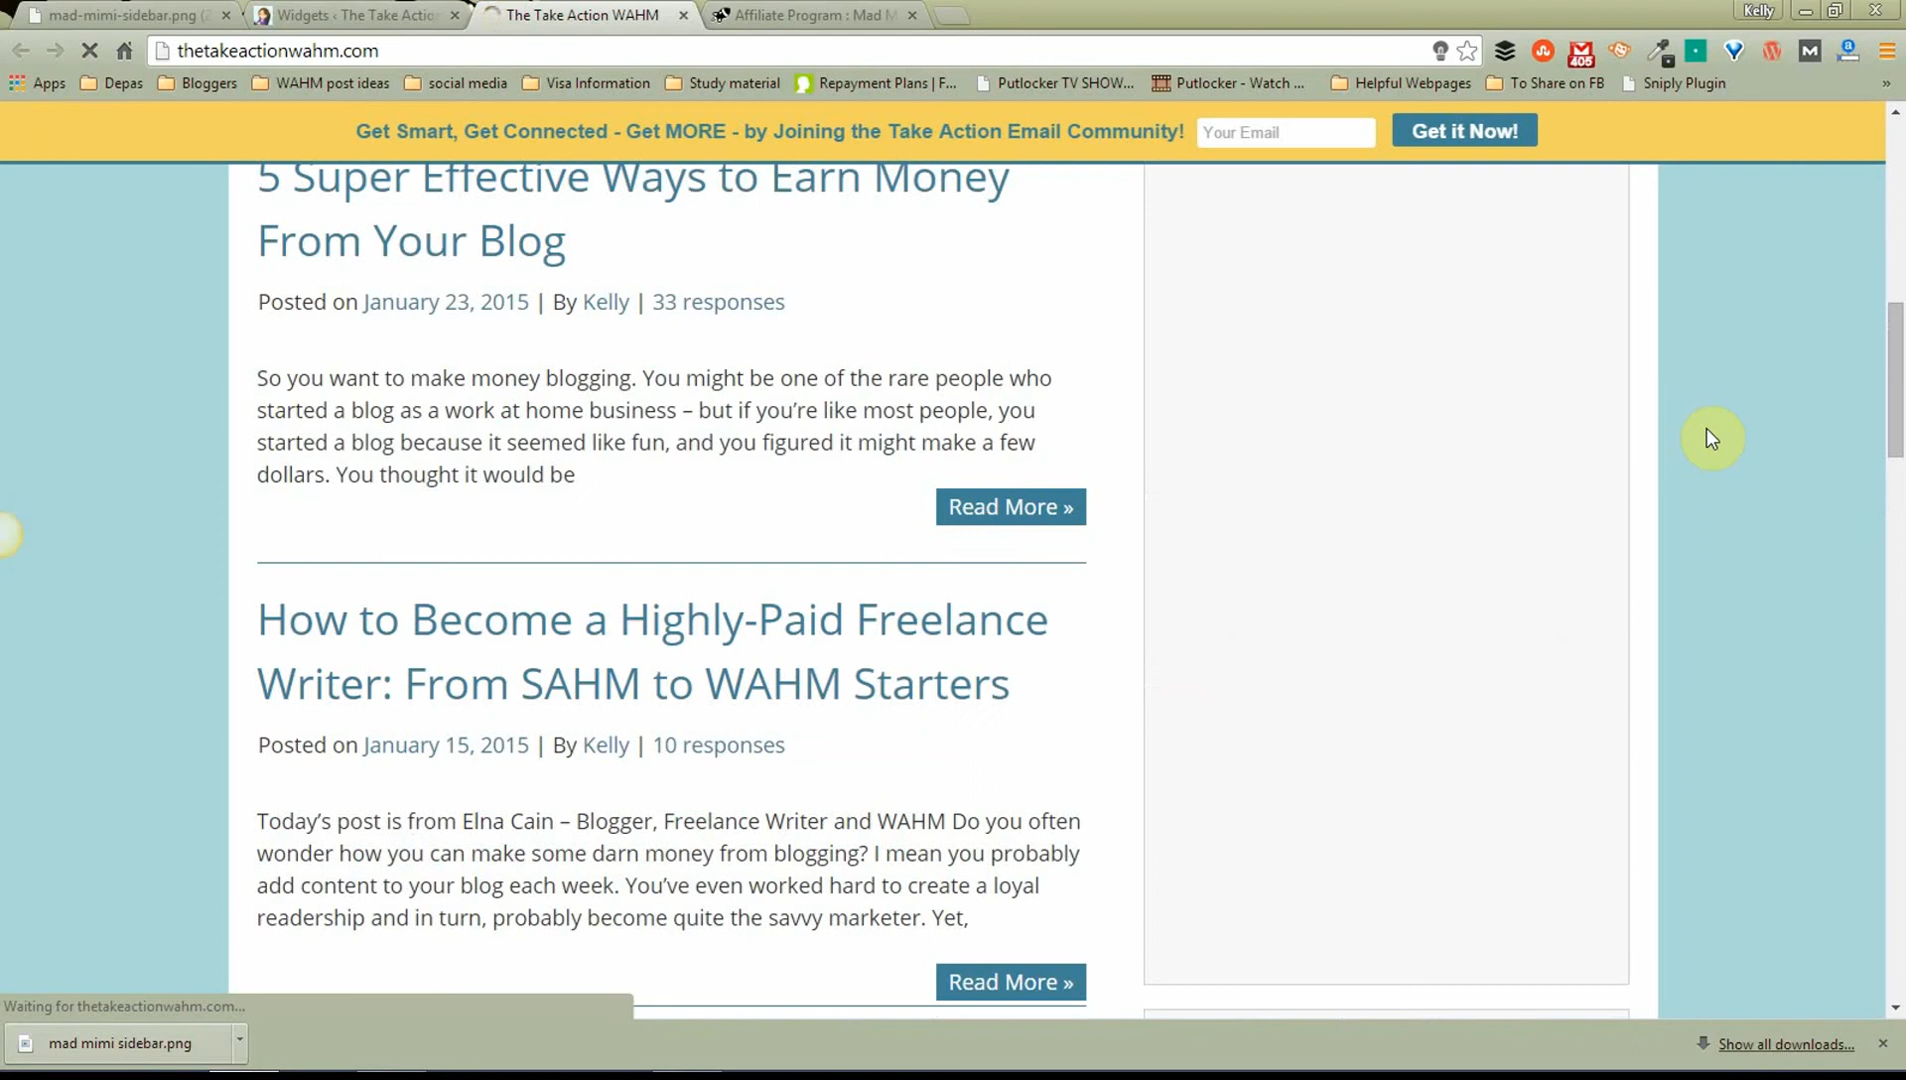 mad-mimi-sidebar.png (2
Widgets ‹ The Take Action
The Take Action WAHM
Affiliate Program : Mad M
Kelly
thetakeactionwahm.com
405
Apps
Depas
Bloggers
WAHM post ideas
social media
Visa Information
Study material
Repayment Plans | F...
Putlocker TV SHOW...
Putlocker - Watch ...
Helpful Webpages
To Share on FB
Sniply Plugin
»
Get Smart, Get Connected - Get MORE - by Joining the Take Action Email Community!
Your Email
Get it Now!
5 Super Effective Ways to Earn Money
From Your Blog
Posted on January 23, 2015 | By Kelly | 33 responses
So you want to make money blogging. You might be one of the rare people who
started a blog as a work at home business – but if you’re like most people, you
started a blog because it seemed like fun, and you figured it might make a few
dollars. You thought it would be
Read More »
How to Become a Highly-Paid Freelance
Writer: From SAHM to WAHM Starters
Posted on January 15, 2015 | By Kelly | 10 responses
Today’s post is from Elna Cain – Blogger, Freelance Writer and WAHM Do you often
wonder how you can make some darn money from blogging? I mean you probably
add content to your blog each week. You’ve even worked hard to create a loyal
readership and in turn, probably become quite the savvy marketer. Yet,
Read More »
Waiting for thetakeactionwahm.com...
mad mimi sidebar.png
Show all downloads...